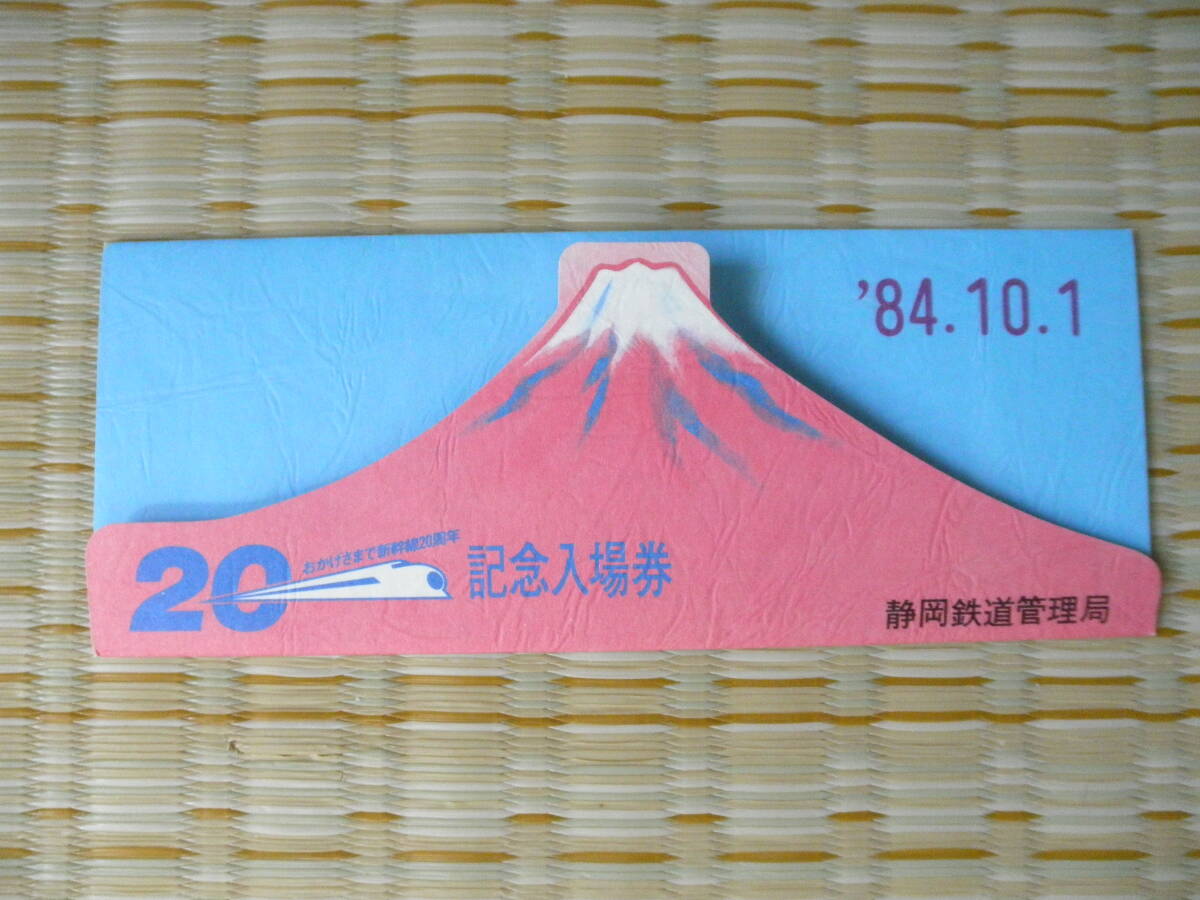 '84.10.1
おかげさまで新幹線20周年
20 記念入場券
静岡鉄道管理局